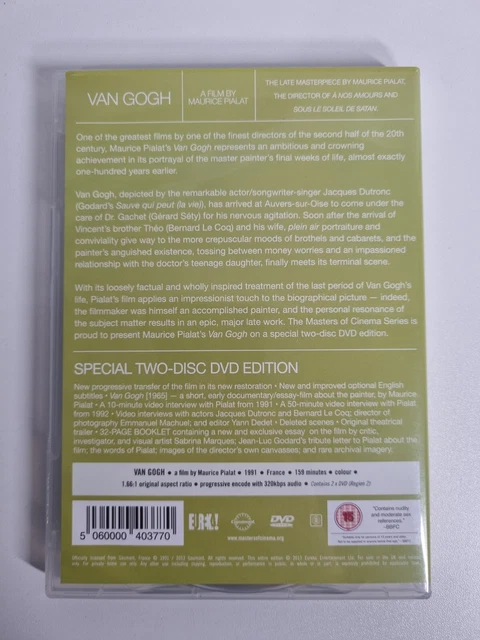 VAN GOGH
A FILM BY
MAURICE PIALAT
THE LATE MASTERPIECE BY MAURICE PIALAT,
THE DIRECTOR OF À NOS AMOURS AND
SOUS LE SOLEIL DE SATAN.
One of the greatest films by one of the finest directors of the second half of the 20th
century, Maurice Pialat's Van Gogh represents an ambitious and crowning
achievement in its portrayal of the master painter's final weeks of life, almost exactly
one-hundred years earlier.
Van Gogh, depicted by the remarkable actor/songwriter-singer Jacques Dutronc
(Godard's Sauve qui peut (la vie)), has arrived at Auvers-sur-Oise to come under the
care of Dr. Gachet (Gérard Séty) for his nervous agitation. Soon after the arrival of
Vincent's brother Théo (Bernard Le Coq) and his wife, plein air portraiture and
conviviality give way to the more crepuscular moods of brothels and cabarets, and the
painter's anguished existence, tossing between money worries and an impassioned
relationship with the doctor's teenage daughter, finally meets its terminal scene.
With its loosely factual and wholly inspired treatment of the last period of Van Gogh's
life, Pialat's film applies an impressionist touch to the biographical picture — indeed,
the filmmaker was himself an accomplished painter, and the personal resonance of
the subject matter results in an epic, major late work. The Masters of Cinema Series is
proud to present Maurice Pialat's Van Gogh on a special two-disc DVD edition.
SPECIAL TWO-DISC DVD EDITION
New progressive transfer of the film in its new restoration • New and improved optional English
subtitles • Van Gogh [1965] — a short, early documentary/essay-film about the painter, by Maurice
Pialat • A 10-minute video interview with Pialat from 1991 • A 50-minute video interview with Pialat
from 1992 • Video interviews with actors Jacques Dutronc and Bernard Le Coq; director of
photography Emmanuel Machuel; and editor Yann Dedet • Deleted scenes • Original theatrical
trailer • 32-PAGE BOOKLET containing a new and exclusive essay on the film by critic,
investigator, and visual artist Sabrina Marques; Jean-Luc Godard's tribute letter to Pialat about the
film; the words of Pialat; images of the director's own canvases; and rare archival imagery.
VAN GOGH • a film by Maurice Pialat • 1991 • France • 159 minutes • colour •
1.66:1 original aspect ratio • progressive encode with 320kbps audio • Contains 2 x DVD (Region 2)
5 060000 403770
EUREKA!
DVD
VIDEO
www.mastersofcinema.org
15
"Contains nudity
and moderate sex
references."
–BBFC